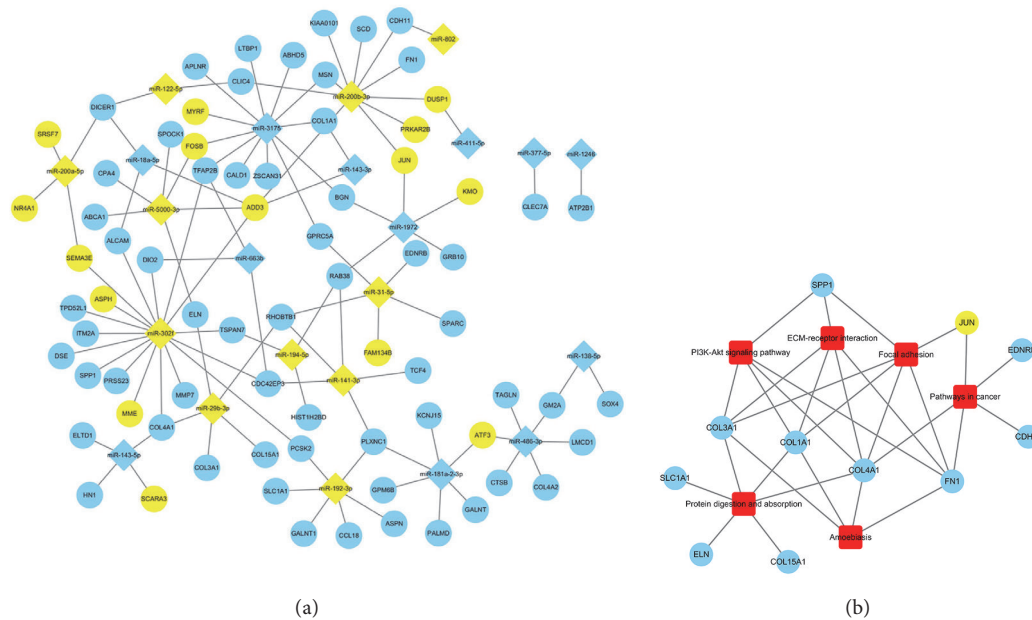 KIAA0101
SCD
CDH11
miR-802
LTBP1
ABHD5
APLNR
CLIC4
MSN
FN1
miR-122-5p
miR-200b-3p
DUSP1
DICER1
MYRF
SRSF7
SPOCK1
FOSB
miR-3175
COL1A1
PRKAR2B
miR-411-5p
miR-200a-5p
miR-18a-5p
TFAP2B
CALD1
ZSCAN31
miR-143-3p
JUN
miR-377-5p
miR-1248
CPA4
NR4A1
ABCA1
miR-5000-3p
ADD3
BGN
KMO
CLEC7A
ATP2B1
miR-1972
ALCAM
GPRC5A
SEMA3E
DIO2
miR-663b
EDNRB
GRB10
RAB38
ASPH
miR-31-5p
TPD52L1
ELN
RHOBTB1
SPARC
ITM2A
miR-302f
TSPAN7
miR-194-5p
FAM134B
DSE
SPP1
PRSS23
miR-138-5p
MMP7
CDC42EP3
miR-141-3p
TCF4
MME
miR-29b-3p
HIST1H2BD
TAGLN
GM2A
SOX4
COL4A1
KCNJ15
ELTD1
ATF3
miR-143-5p
COL3A1
COL15A1
PCSK2
PLXNC1
miR-486-3p
LMCD1
HN1
SCARA3
SLC1A1
miR-192-3p
GPM6B
miR-181a-2-3p
CTSB
COL4A2
GALNT1
CCL18
ASPN
PALMD
GALNT
(a)
SPP1
JUN
ECM-receptor interaction
PI3K-Akt signaling pathway
Focal adhesion
EDNR
Pathways in cancer
COL3A1
COL1A1
CDH
COL4A1
FN1
SLC1A1
Protein digestion and absorption
Amoebiasis
ELN
COL15A1
(b)